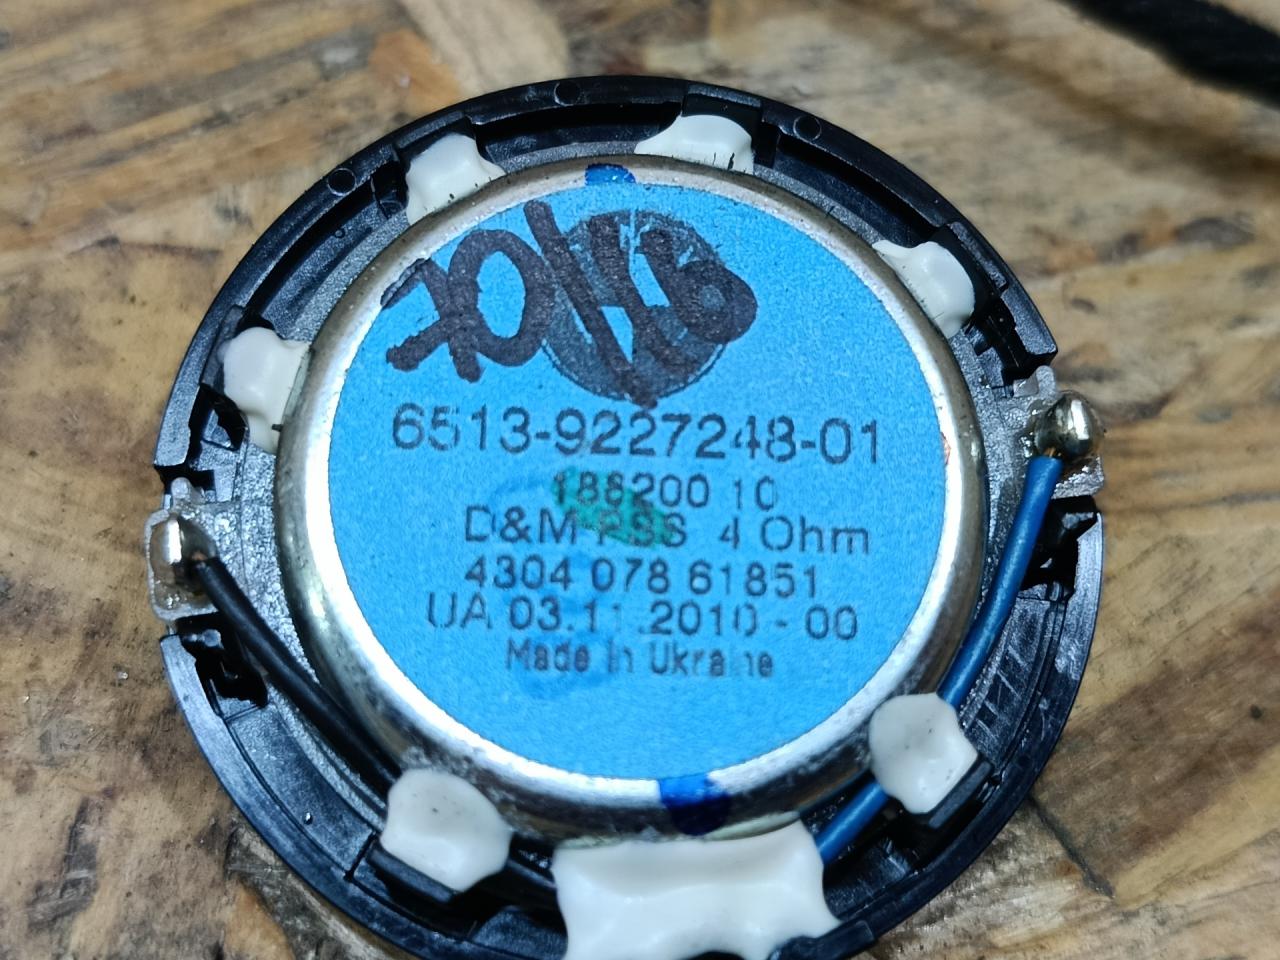 6513-9227248-01
188200 10
D&M PSS 4 Ohm
4304 078 61851
UA 03.11.2010 - 00
Made in Ukraine